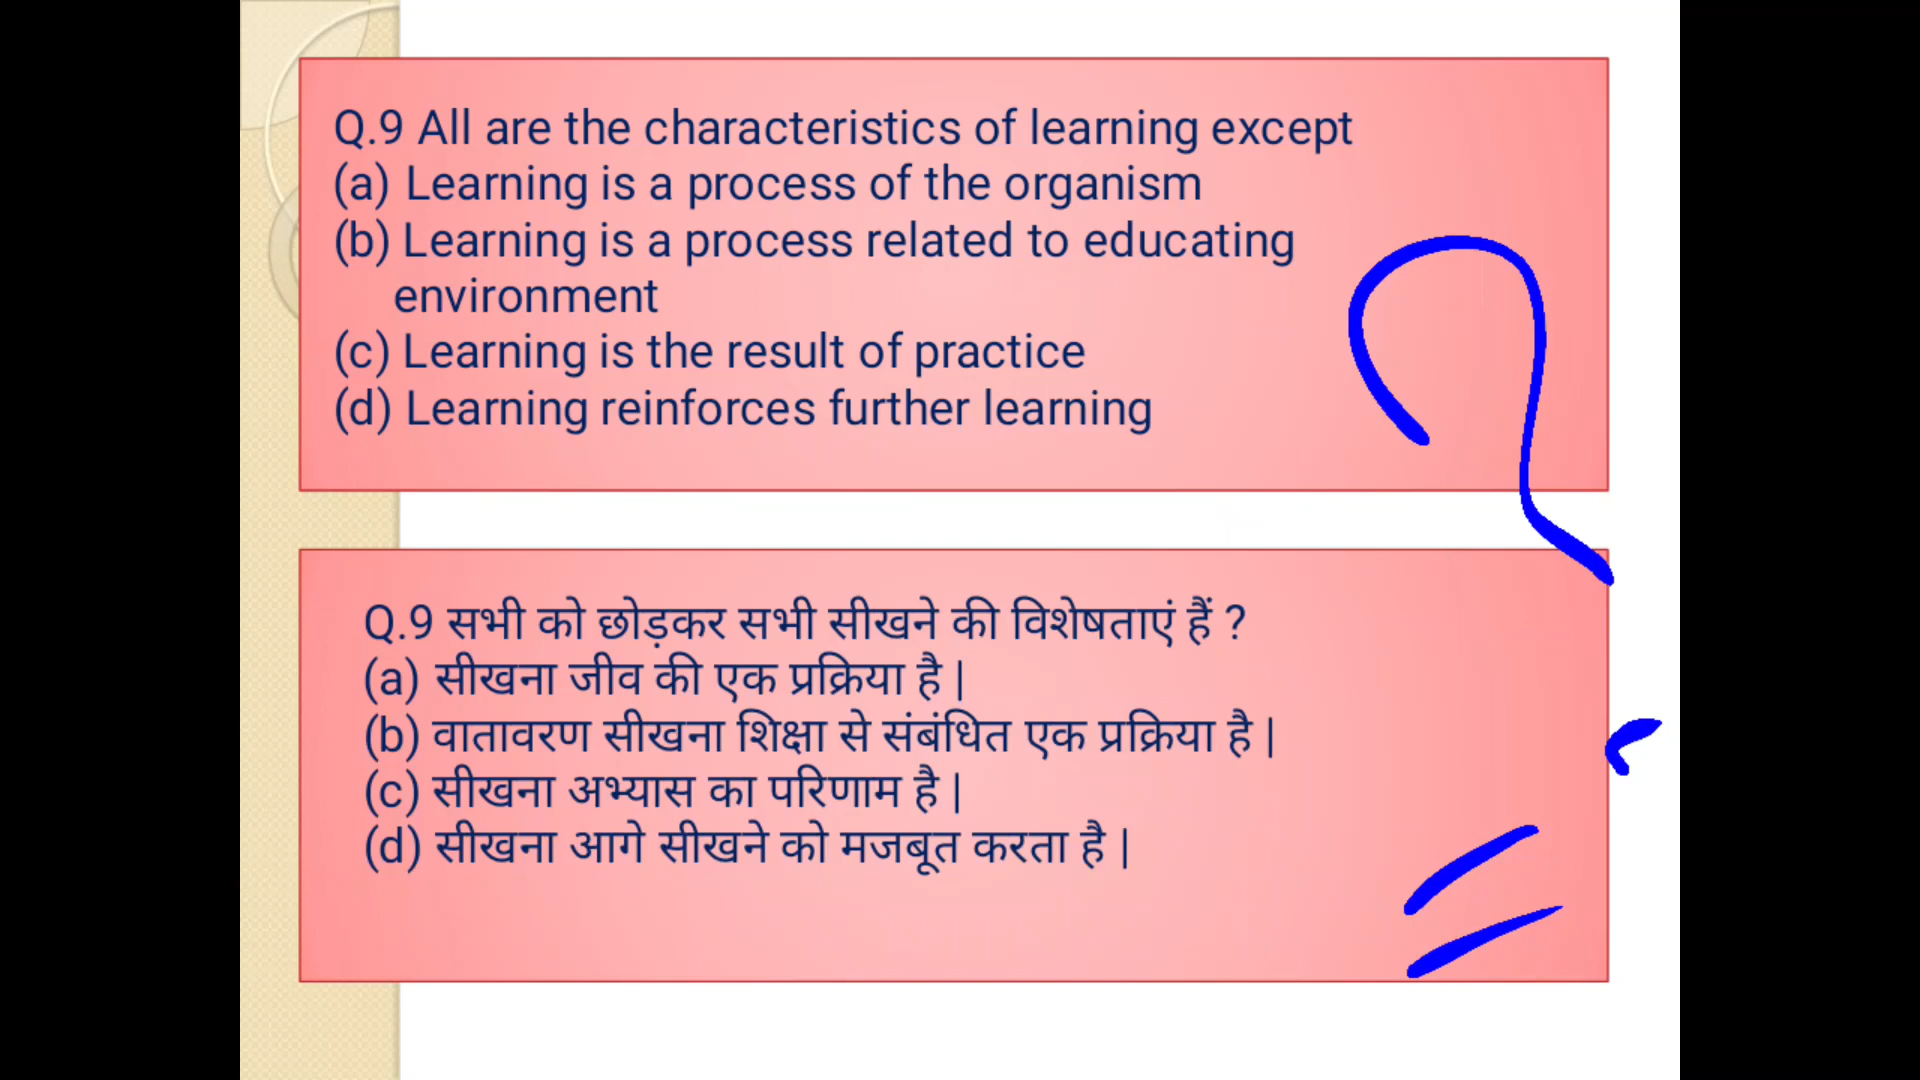 Q.9 All are the characteristics of learning except
(a) Learning is a process of the organism
(b) Learning is a process related to educating
environment
(c) Learning is the result of practice
(d) Learning reinforces further learning
Q.9 सभी को छोड़कर सभी सीखने की विशेषताएं हैं ?
(a) सीखना जीव की एक प्रक्रिया है |
(b) वातावरण सीखना शिक्षा से संबंधित एक प्रक्रिया है |
(c) सीखना अभ्यास का परिणाम है |
(d) सीखना आगे सीखने को मजबूत करता है |